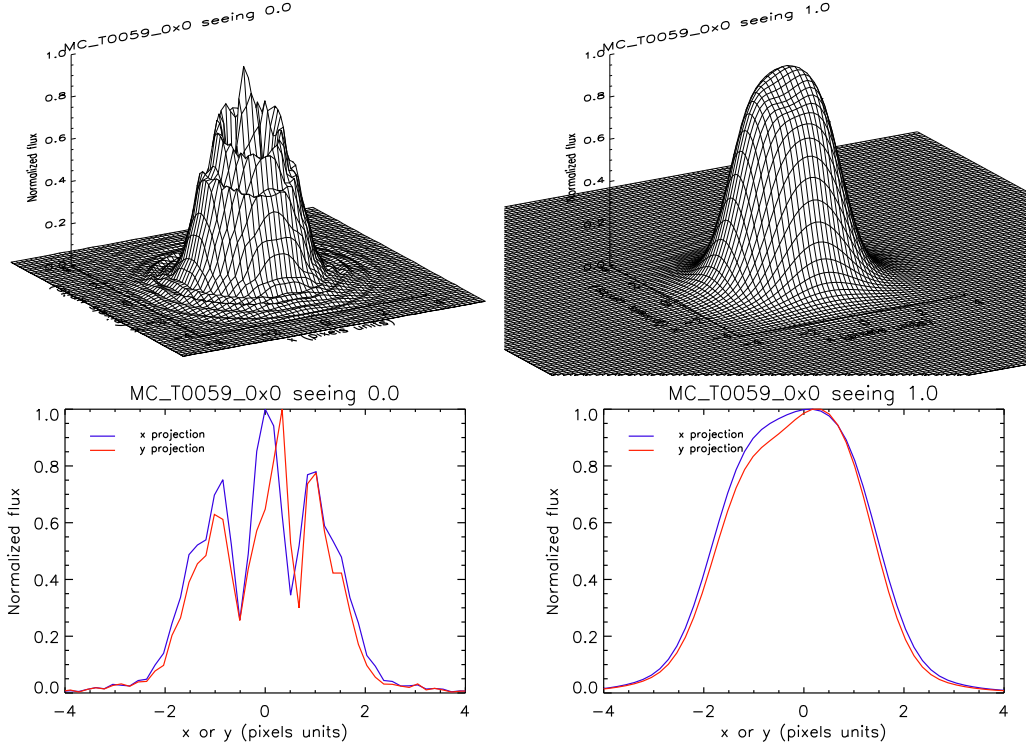 MC_T0059_0x0 seeing 0.0
1.0
0.8
0.6
0.4
0.2
Normalized flux
MC_T0059_0x0 seeing 1.0
1.0
0.8
0.6
0.4
0.2
Normalized flux
MC_T0059_0x0 seeing 0.0
x projection
y projection
1.0
0.8
0.6
0.4
0.2
0.0
Normalized flux
-4 -2 0 2 4
x or y (pixels units)
MC_T0059_0x0 seeing 1.0
x projection
y projection
1.0
0.8
0.6
0.4
0.2
0.0
Normalized flux
-4 -2 0 2 4
x or y (pixels units)